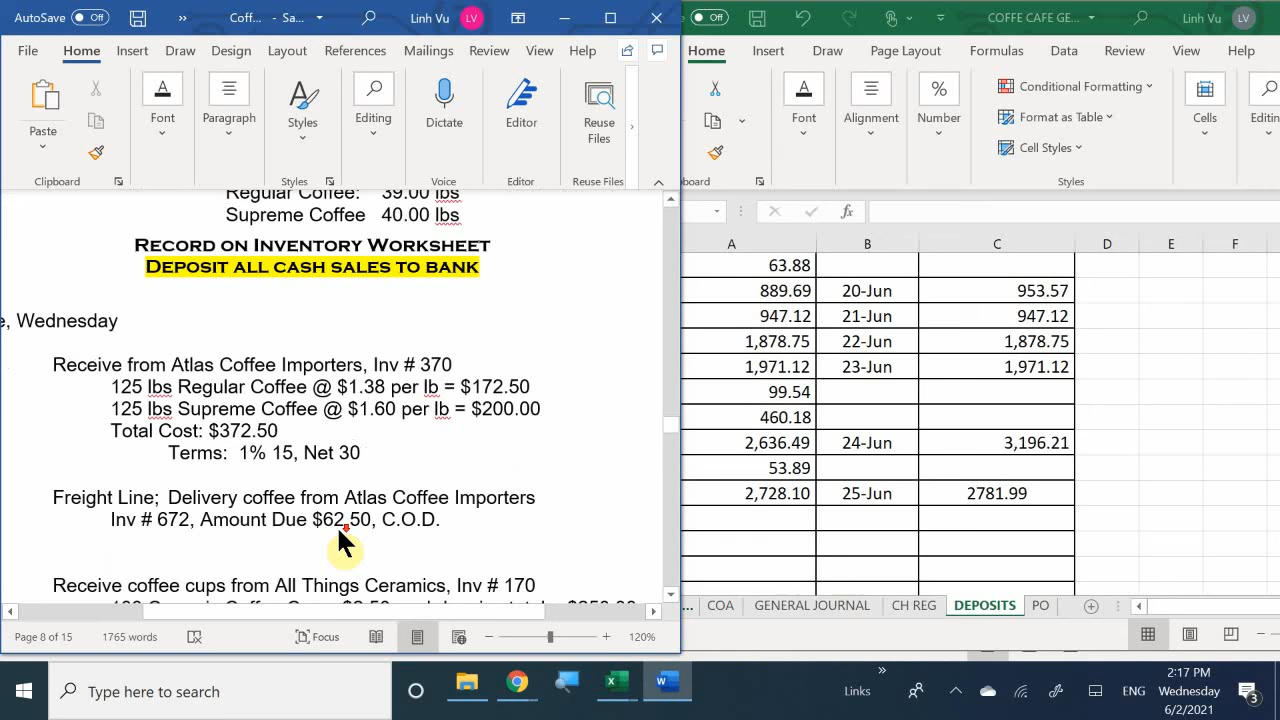 AutoSave Off » Coff... - Sa... Linh Vu LV
File Home Insert Draw Design Layout References Mailings Review View Help
Paste
Font
Paragraph
Styles
Editing
Dictate
Editor
Reuse Files
Clipboard Styles Voice Editor Reuse Files
Regular Coffee: 39.00 lbs
Supreme Coffee 40.00 lbs
Record on Inventory Worksheet
Deposit all cash sales to bank
e, Wednesday
Receive from Atlas Coffee Importers, Inv # 370
125 lbs Regular Coffee @ $1.38 per lb = $172.50
125 lbs Supreme Coffee @ $1.60 per lb = $200.00
Total Cost: $372.50
Terms: 1% 15, Net 30
Freight Line; Delivery coffee from Atlas Coffee Importers
Inv # 672, Amount Due $62.50, C.O.D.
Receive coffee cups from All Things Ceramics, Inv # 170
Page 8 of 15 1765 words Focus 120%
Off COFFE CAFE GE... Linh Vu LV
Home Insert Draw Page Layout Formulas Data Review View Help
Font
Alignment
%
Number
Conditional Formatting
Format as Table
Cell Styles
Cells
Editin
board Styles
fx
A B C D E F
63.88
889.69 20-Jun 953.57
947.12 21-Jun 947.12
1,878.75 22-Jun 1,878.75
1,971.12 23-Jun 1,971.12
99.54
460.18
2,636.49 24-Jun 3,196.21
53.89
2,728.10 25-Jun 2781.99
... COA GENERAL JOURNAL CH REG DEPOSITS PO
Type here to search
Links » ENG
2:17 PM
Wednesday
6/2/2021
3